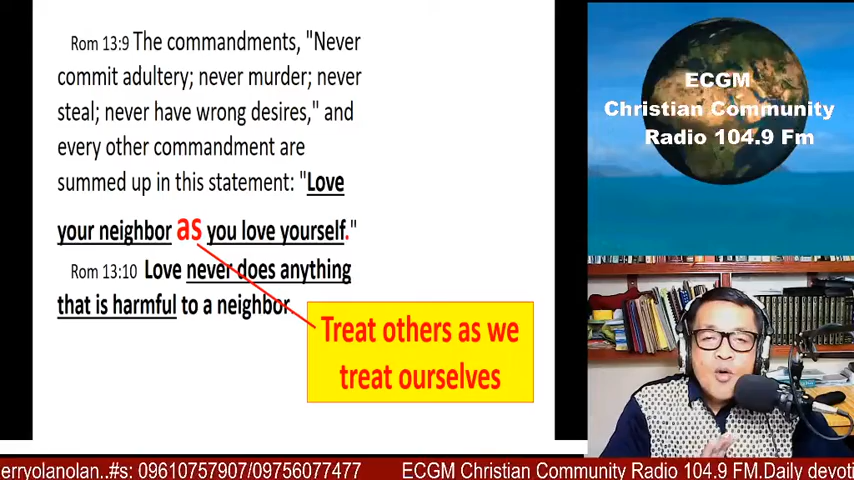 Rom 13:9 The commandments, "Never
commit adultery; never murder; never
steal; never have wrong desires," and
every other commandment are
summed up in this statement: "Love
your neighbor as you love yourself."
Rom 13:10 Love never does anything
that is harmful to a neighbor.
Treat others as we
treat ourselves
ECGM
Christian Community
Radio 104.9 Fm
erryolanolan..#s: 09610757907/09756077477 ECGM Christian Community Radio 104.9 FM.Daily devoti